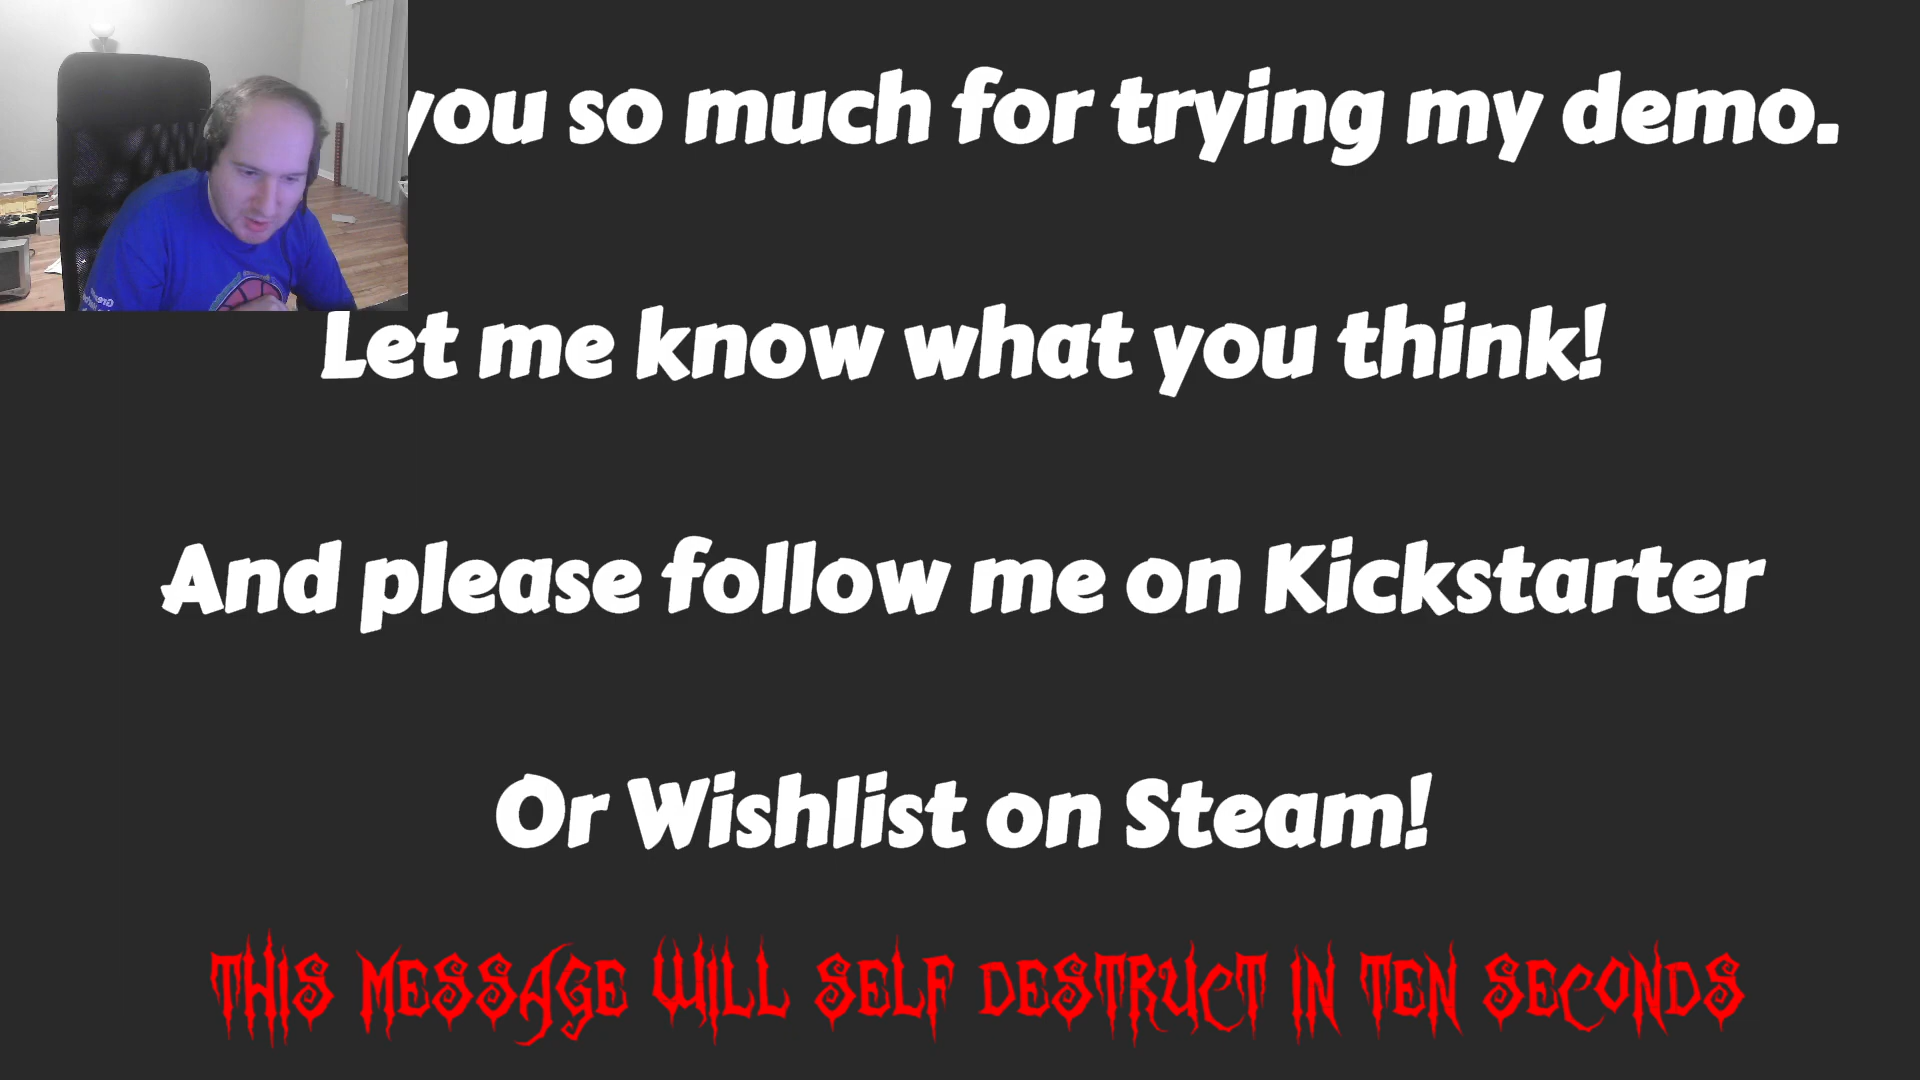 you so much for trying my demo.
Let me know what you think!
And please follow me on Kickstarter
Or Wishlist on Steam!
THIS MESSAGE WILL SELF DESTRUCT IN TEN SECONDS